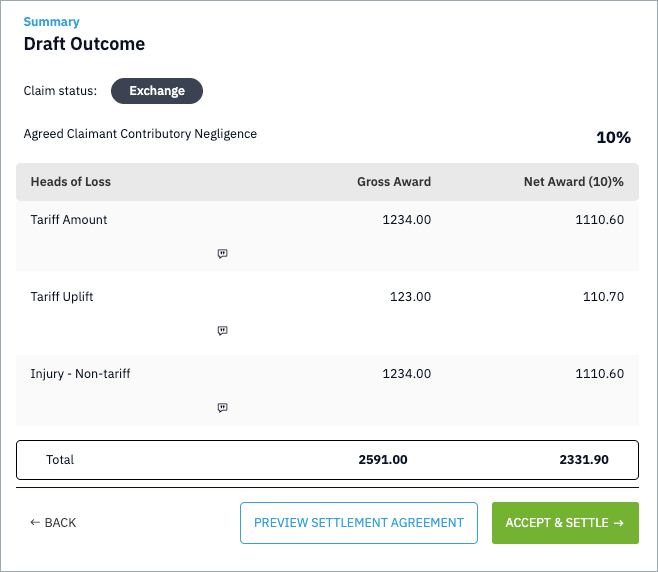 Summary
Draft Outcome
Claim status: Exchange
Agreed Claimant Contributory Negligence 10%
Heads of Loss Gross Award Net Award (10)%
Tariff Amount 1234.00 1110.60
Tariff Uplift 123.00 110.70
Injury - Non-tariff 1234.00 1110.60
Total 2591.00 2331.90
← BACK PREVIEW SETTLEMENT AGREEMENT ACCEPT & SETTLE →